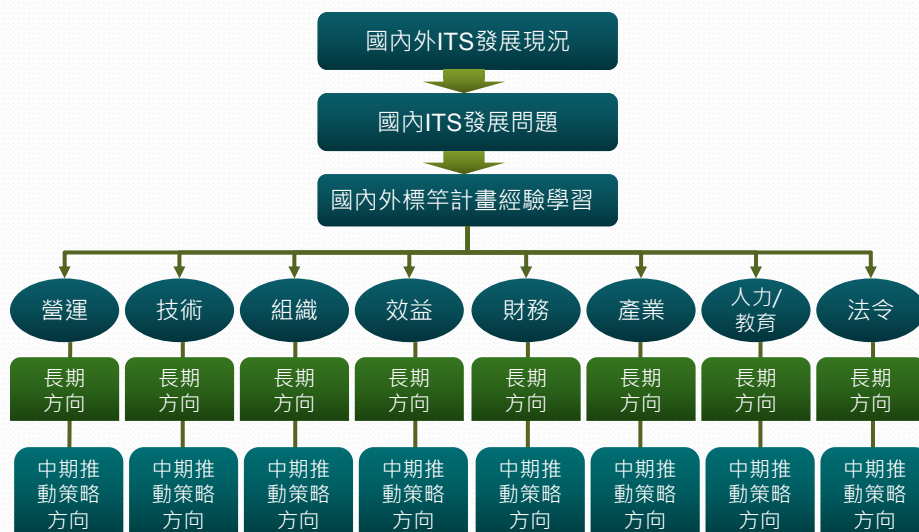 國內外ITS發展現況
國內ITS發展問題
國內外標竿計畫經驗學習
營運
技術
組織
效益
財務
產業
人力/
教育
法令
長期
方向
長期
方向
長期
方向
長期
方向
長期
方向
長期
方向
長期
方向
長期
方向
中期推
動策略
方向
中期推
動策略
方向
中期推
動策略
方向
中期推
動策略
方向
中期推
動策略
方向
中期推
動策略
方向
中期推
動策略
方向
中期推
動策略
方向